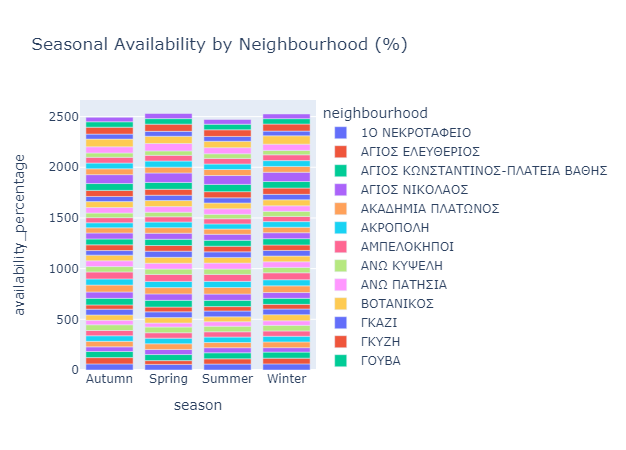 Seasonal Availability by Neighbourhood (%)
neighbourhood
1Ο ΝΕΚΡΟΤΑΦΕΙΟ
ΑΓΙΟΣ ΕΛΕΥΘΕΡΙΟΣ
ΑΓΙΟΣ ΚΩΝΣΤΑΝΤΙΝΟΣ-ΠΛΑΤΕΙΑ ΒΑΘΗΣ
ΑΓΙΟΣ ΝΙΚΟΛΑΟΣ
ΑΚΑΔΗΜΙΑ ΠΛΑΤΩΝΟΣ
ΑΚΡΟΠΟΛΗ
ΑΜΠΕΛΟΚΗΠΟΙ
ΑΝΩ ΚΥΨΕΛΗ
ΑΝΩ ΠΑΤΗΣΙΑ
ΒΟΤΑΝΙΚΟΣ
ΓΚΑΖΙ
ΓΚΥΖΗ
ΓΟΥΒΑ
availability_percentage
2500
2000
1500
1000
500
0
Autumn Spring Summer Winter
season